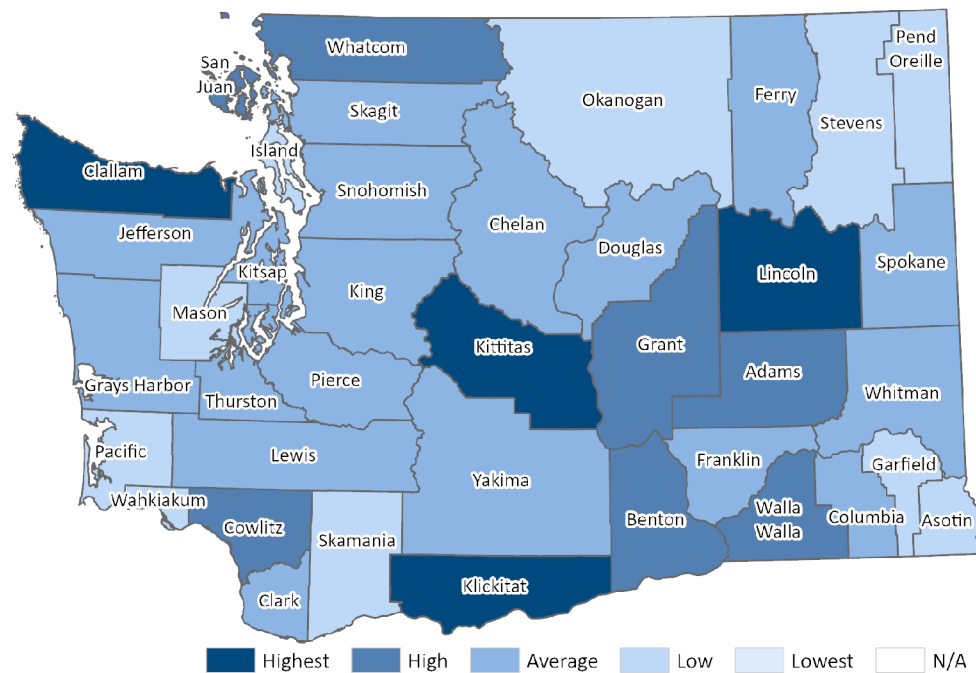 Whatcom
San
Juan
Skagit
Island
Clallam
Snohomish
Okanogan
Ferry
Stevens
Pend
Oreille
Jefferson
Kitsap
Chelan
Douglas
Lincoln
Spokane
King
Mason
Kittitas
Grant
Adams
Grays Harbor
Thurston
Pierce
Whitman
Pacific
Lewis
Yakima
Franklin
Garfield
Wahkiakum
Cowlitz
Skamania
Benton
Walla
Walla
Columbia
Asotin
Clark
Klickitat
Highest
High
Average
Low
Lowest
N/A